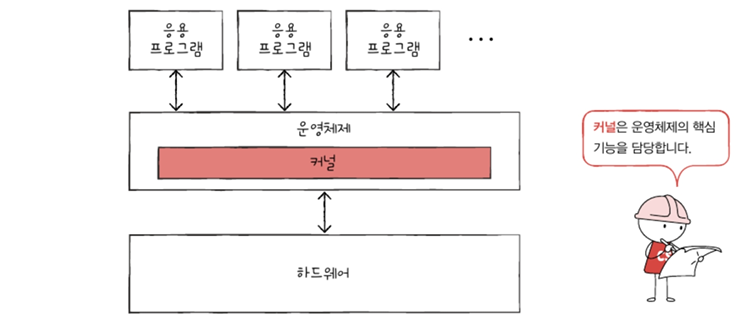 응용
프로그램
응용
프로그램
응용
프로그램
...
운영체제
커널
하드웨어
커널은 운영체제의 핵심
기능을 담당합니다.